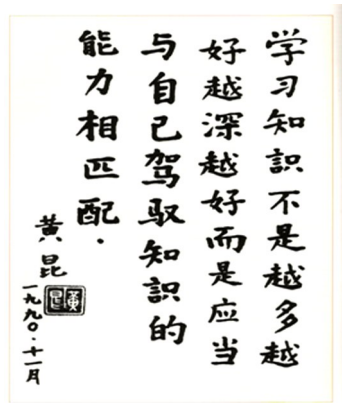 学习知識不是越多越
好越深越好而是应当
与自己驾驭知識的
能力相匹配.
黄昆
一九九〇.十一月